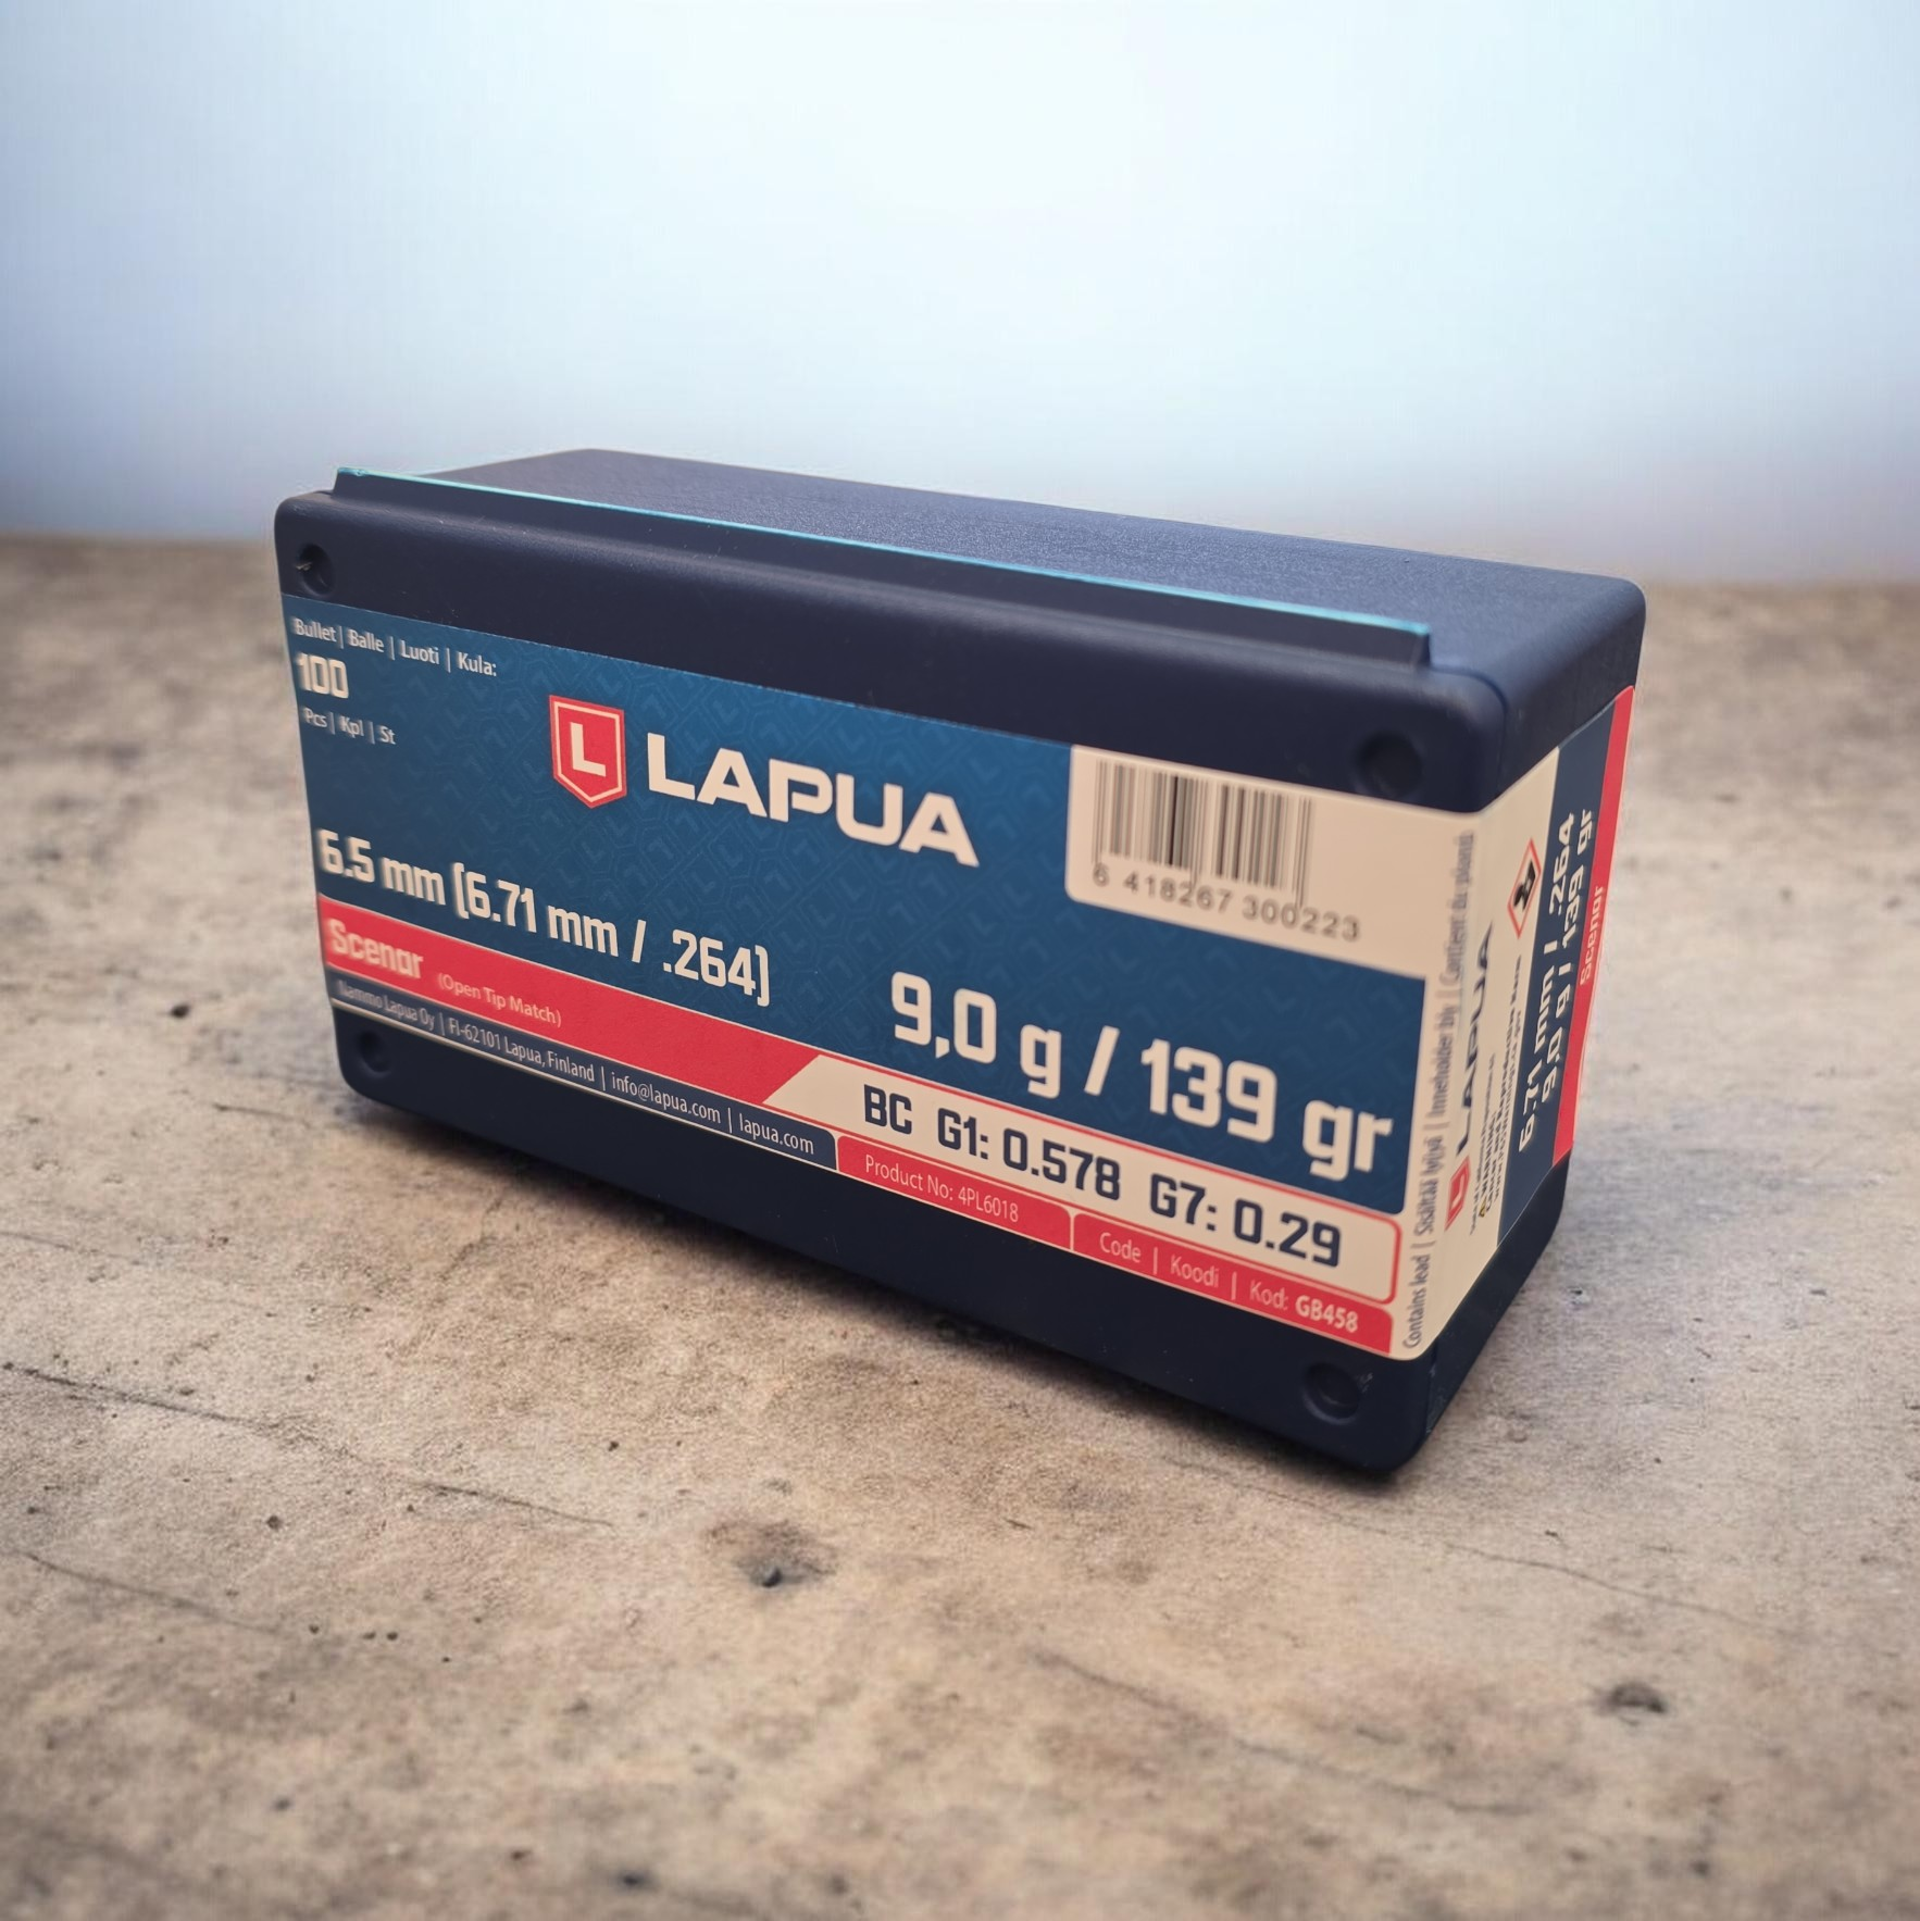 Bullet | Balle | Luoti | Kula:
100
Pcs | Kpl | St
L LAPUA
6 418267 300223
6.5 mm (6.71 mm / .264)
9,0 g / 139 gr
Scenar (Open Tip Match)
BC G1: 0.578 G7: 0.29
Nammo Lapua Oy | FI-62101 Lapua, Finland | info@lapua.com | lapua.com
Product No: 4PL6018
Code | Koodi | Kod: GB458
Contains lead | Sisältää lyijyä | Innehåller bly | Contient du plomb
LAPUA
6.71 mm / .264
9,0 g / 139 gr
Scenar